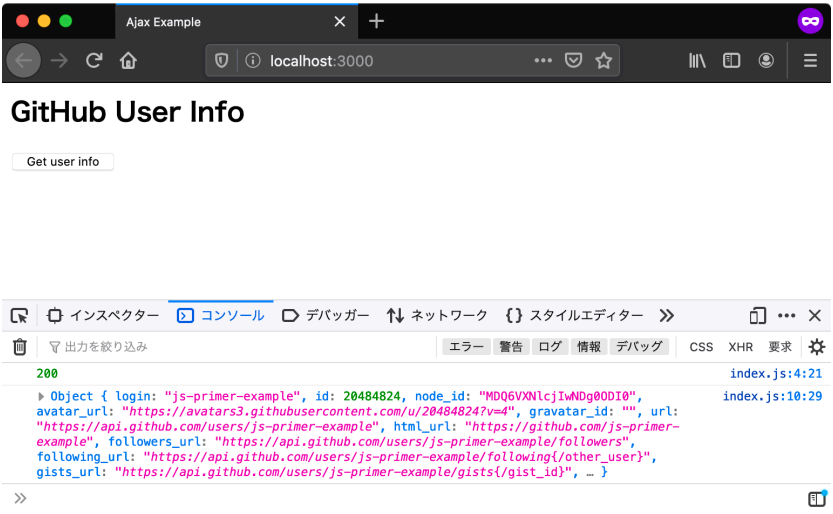 Ajax Example
localhost:3000
GitHub User Info
Get user info
インスペクター コンソール デバッガー ネットワーク スタイルエディター
出力を絞り込み エラー 警告 ログ 情報 デバッグ CSS XHR 要求
200 index.js:4:21
Object { login: "js-primer-example", id: 20484824, node_id: "MDQ6VXNlcjIwNDg0ODI0", index.js:10:29
avatar_url: "https://avatars3.githubusercontent.com/u/20484824?v=4", gravatar_id: "", url:
"https://api.github.com/users/js-primer-example", html_url: "https://github.com/js-primer-
example", followers_url: "https://api.github.com/users/js-primer-example/followers",
following_url: "https://api.github.com/users/js-primer-example/following{/other_user}",
gists_url: "https://api.github.com/users/js-primer-example/gists{/gist_id}", … }